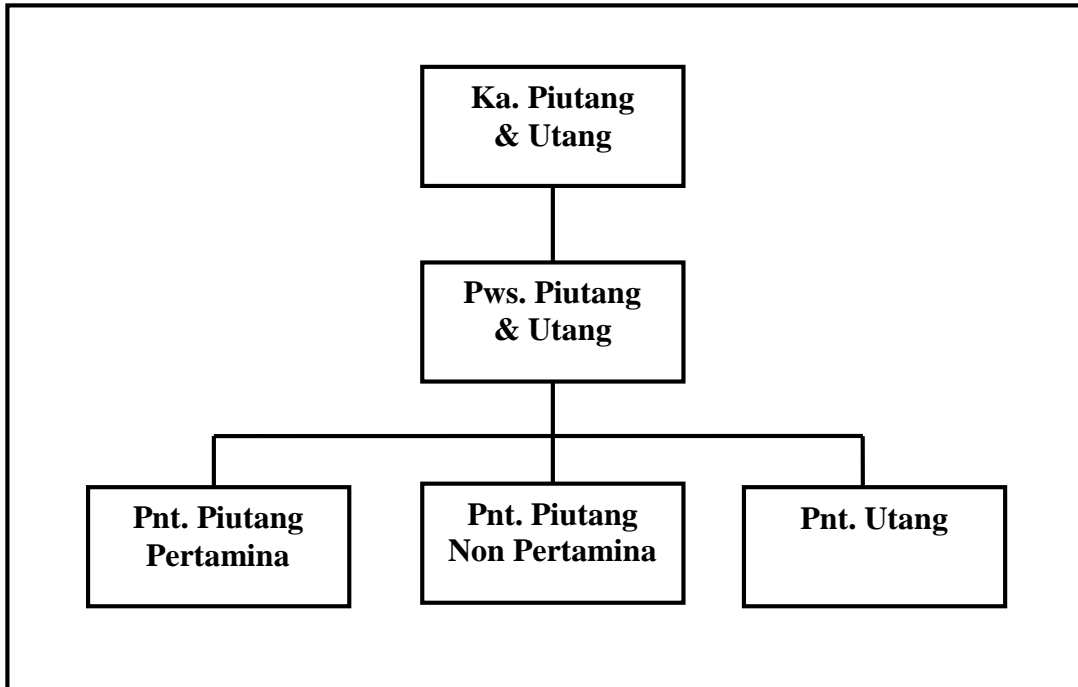 Ka. Piutang
& Utang
Pws. Piutang
& Utang
Pnt. Piutang
Pertamina
Pnt. Piutang
Non Pertamina
Pnt. Utang